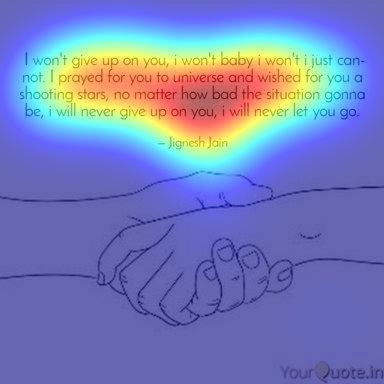 I won't give up on you, i won't baby i won't i just can-
not. I prayed for you to universe and wished for you a
shooting stars, no matter how bad the situation gonna
be, i will never give up on you, i will never let you go.
– Jignesh Jain
YourQuote.in